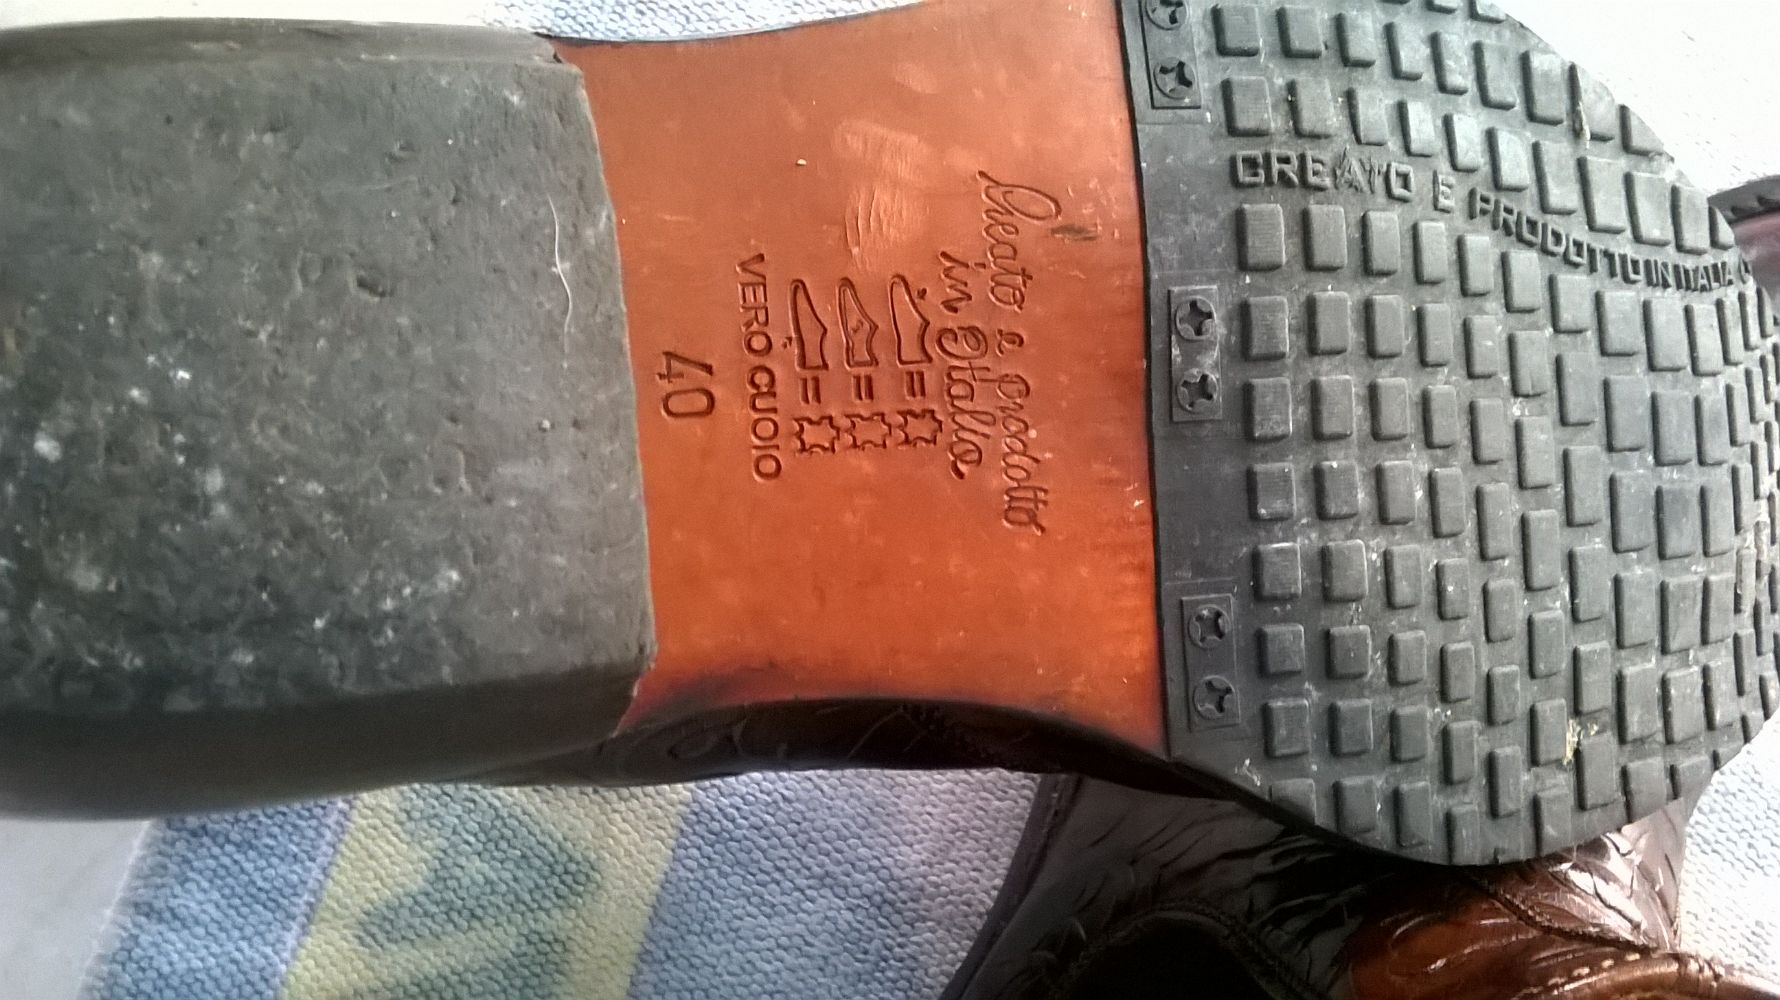 Creato e prodotto
in Italia
VERO CUOIO
40
CREATO E PRODOTTO IN ITALIA